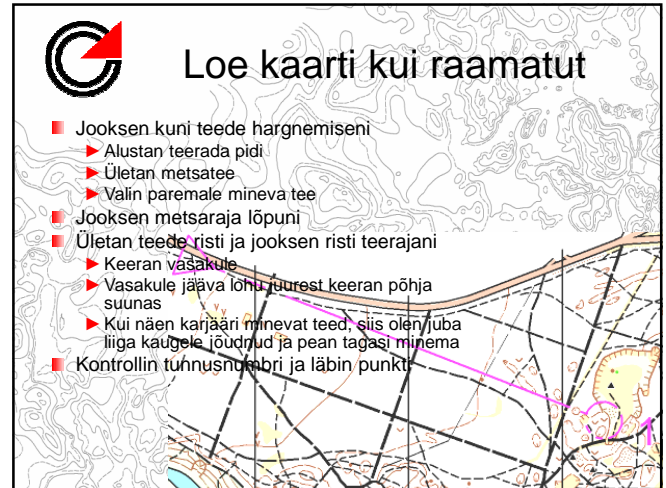 Loe kaarti kui raamatut
Jooksen kuni teede hargnemiseni
Alustan teerada pidi
Ületan metsatee
Valin paremale mineva tee
Jooksen metsaraja lõpuni
Ületan teede risti ja jooksen risti teerajani
Keeran vasakule
Vasakule jääva lohu juurest keeran põhja
suunas
Kui näen karjääri minevat teed, siis olen juba
liiga kaugele jõudnud ja pean tagasi minema
Kontrollin tunnusnumbri ja läbin punkti